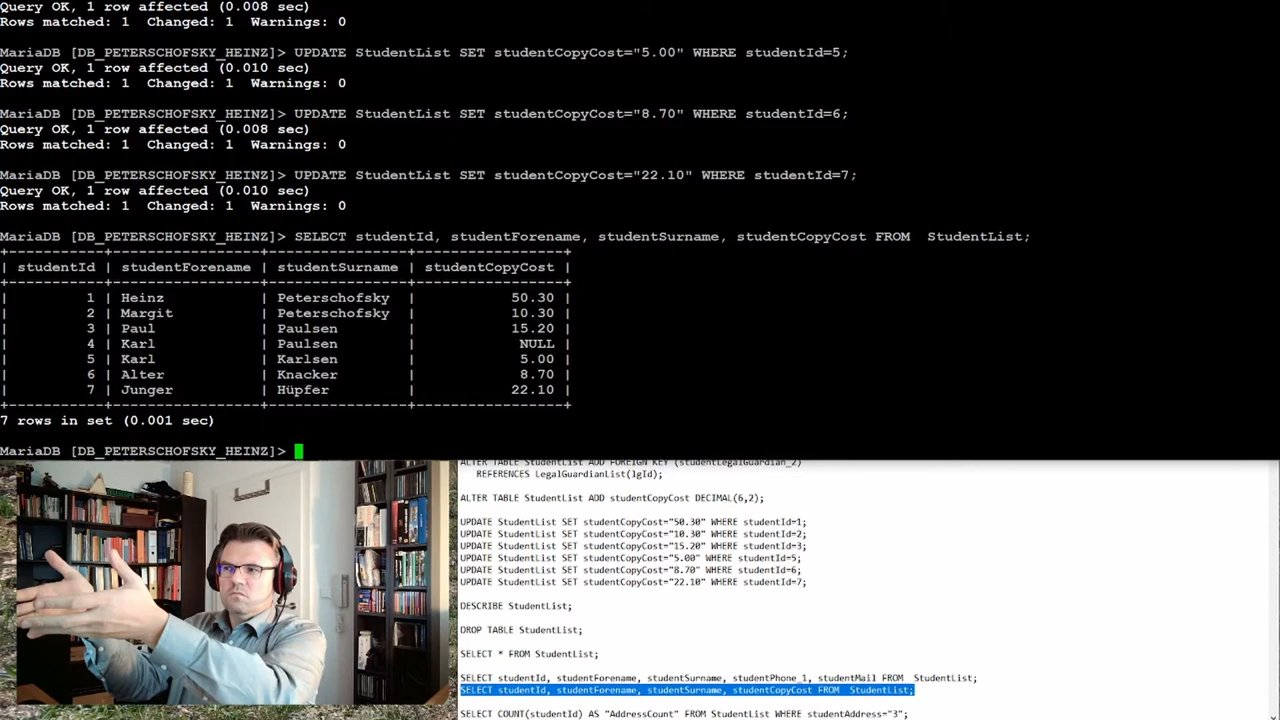 Query OK, 1 row affected (0.008 sec)
Rows matched: 1  Changed: 1  Warnings: 0
MariaDB [DB_PETERSCHOFSKY_HEINZ]> UPDATE StudentList SET studentCopyCost="5.00" WHERE studentId=5;
Query OK, 1 row affected (0.010 sec)
Rows matched: 1  Changed: 1  Warnings: 0
MariaDB [DB_PETERSCHOFSKY_HEINZ]> UPDATE StudentList SET studentCopyCost="8.70" WHERE studentId=6;
Query OK, 1 row affected (0.008 sec)
Rows matched: 1  Changed: 1  Warnings: 0
MariaDB [DB_PETERSCHOFSKY_HEINZ]> UPDATE StudentList SET studentCopyCost="22.10" WHERE studentId=7;
Query OK, 1 row affected (0.010 sec)
Rows matched: 1  Changed: 1  Warnings: 0
MariaDB [DB_PETERSCHOFSKY_HEINZ]> SELECT studentId, studentForename, studentSurname, studentCopyCost FROM  StudentList;
+-----------+-----------------+----------------+-----------------+
| studentId | studentForename | studentSurname | studentCopyCost |
+-----------+-----------------+----------------+-----------------+
|         1 | Heinz           | Peterschofsky  |           50.30 |
|         2 | Margit          | Peterschofsky  |           10.30 |
|         3 | Paul            | Paulsen        |           15.20 |
|         4 | Karl            | Paulsen        |            NULL |
|         5 | Karl            | Karlsen        |            5.00 |
|         6 | Alter           | Knacker        |            8.70 |
|         7 | Junger          | Hüpfer         |           22.10 |
+-----------+-----------------+----------------+-----------------+
7 rows in set (0.001 sec)
MariaDB [DB_PETERSCHOFSKY_HEINZ]>
ALTER TABLE StudentList ADD FOREIGN KEY (studentLegalGuardian_2)
REFERENCES LegalGuardianList(lgId);
ALTER TABLE StudentList ADD studentCopyCost DECIMAL(6,2);
UPDATE StudentList SET studentCopyCost="50.30" WHERE studentId=1;
UPDATE StudentList SET studentCopyCost="10.30" WHERE studentId=2;
UPDATE StudentList SET studentCopyCost="15.20" WHERE studentId=3;
UPDATE StudentList SET studentCopyCost="5.00" WHERE studentId=5;
UPDATE StudentList SET studentCopyCost="8.70" WHERE studentId=6;
UPDATE StudentList SET studentCopyCost="22.10" WHERE studentId=7;
DESCRIBE StudentList;
DROP TABLE StudentList;
SELECT * FROM StudentList;
SELECT studentId, studentForename, studentSurname, studentPhone_1, studentMail FROM  StudentList;
SELECT studentId, studentForename, studentSurname, studentCopyCost FROM  StudentList;
SELECT COUNT(studentId) AS "AddressCount" FROM StudentList WHERE studentAddress="3";